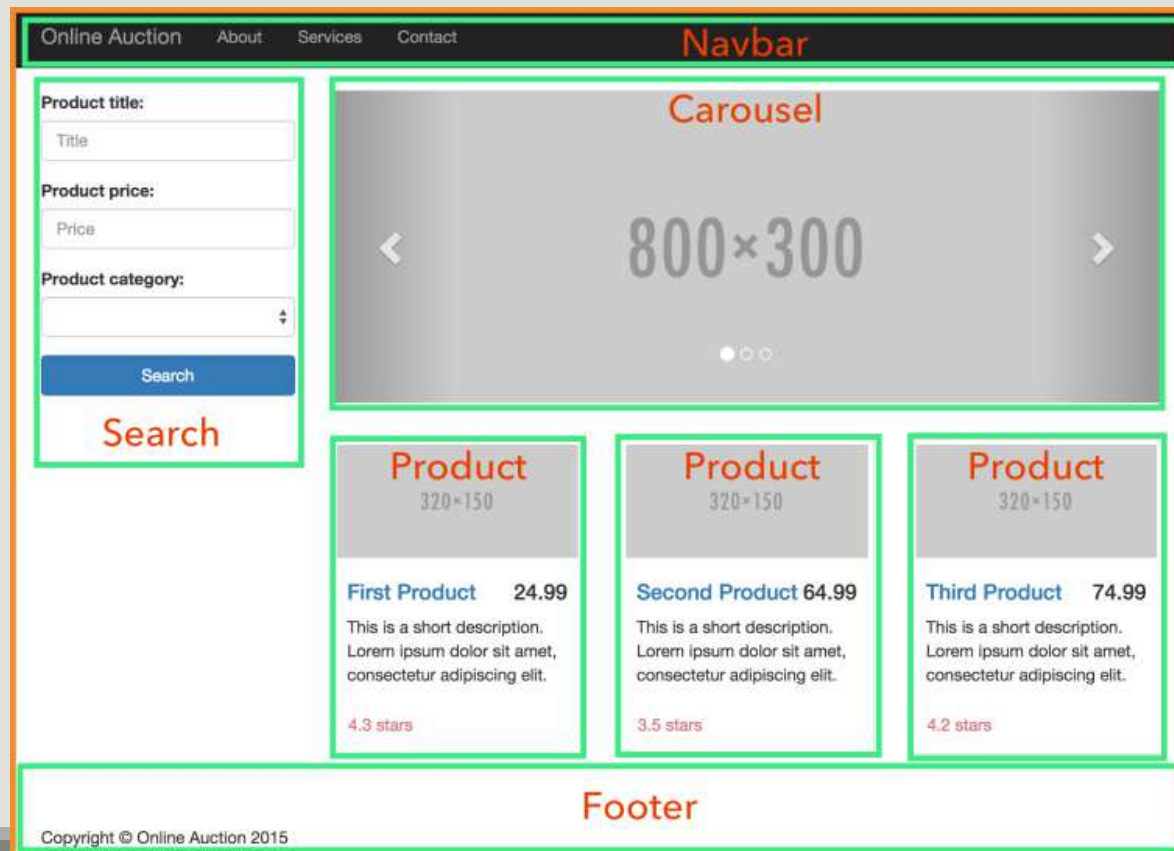 Online Auction About Services Contact Navbar
Product title:
Title
Product price:
Price
Product category:
Search
Search
Carousel
800×300
Product
320×150
First Product 24.99
This is a short description.
Lorem ipsum dolor sit amet,
consectetur adipiscing elit.
4.3 stars
Product
320×150
Second Product 64.99
This is a short description.
Lorem ipsum dolor sit amet,
consectetur adipiscing elit.
3.5 stars
Product
320×150
Third Product 74.99
This is a short description.
Lorem ipsum dolor sit amet,
consectetur adipiscing elit.
4.2 stars
Footer
Copyright © Online Auction 2015